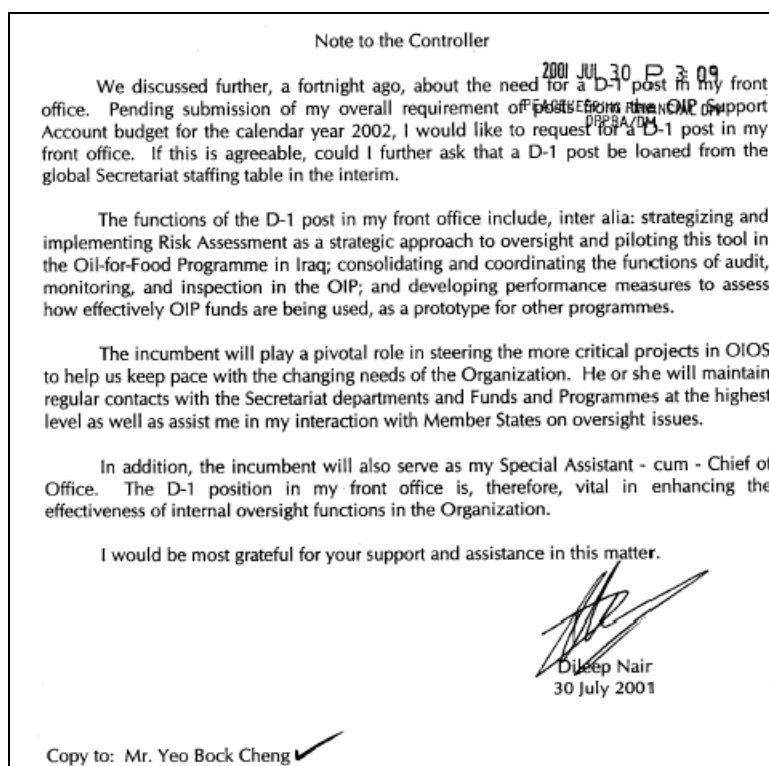 Note to the Controller
2001 JUL 30 P 3:09
We discussed further, a fortnight ago, about the need for a D-1 post in my front
office. Pending submission of my overall requirement of posts from the OIP Support
PEACEKEEPING FINANCIAL DIV
Account budget for the calendar year 2002, I would like to request for a D-1 post in my
OPPBA/DM
front office. If this is agreeable, could I further ask that a D-1 post be loaned from the
global Secretariat staffing table in the interim.
The functions of the D-1 post in my front office include, inter alia: strategizing and
implementing Risk Assessment as a strategic approach to oversight and piloting this tool in
the Oil-for-Food Programme in Iraq; consolidating and coordinating the functions of audit,
monitoring, and inspection in the OIP; and developing performance measures to assess
how effectively OIP funds are being used, as a prototype for other programmes.
The incumbent will play a pivotal role in steering the more critical projects in OIOS
to help us keep pace with the changing needs of the Organization. He or she will maintain
regular contacts with the Secretariat departments and Funds and Programmes at the highest
level as well as assist me in my interaction with Member States on oversight issues.
In addition, the incumbent will also serve as my Special Assistant - cum - Chief of
Office. The D-1 position in my front office is, therefore, vital in enhancing the
effectiveness of internal oversight functions in the Organization.
I would be most grateful for your support and assistance in this matter.
Dileep Nair
30 July 2001
Copy to: Mr. Yeo Bock Cheng